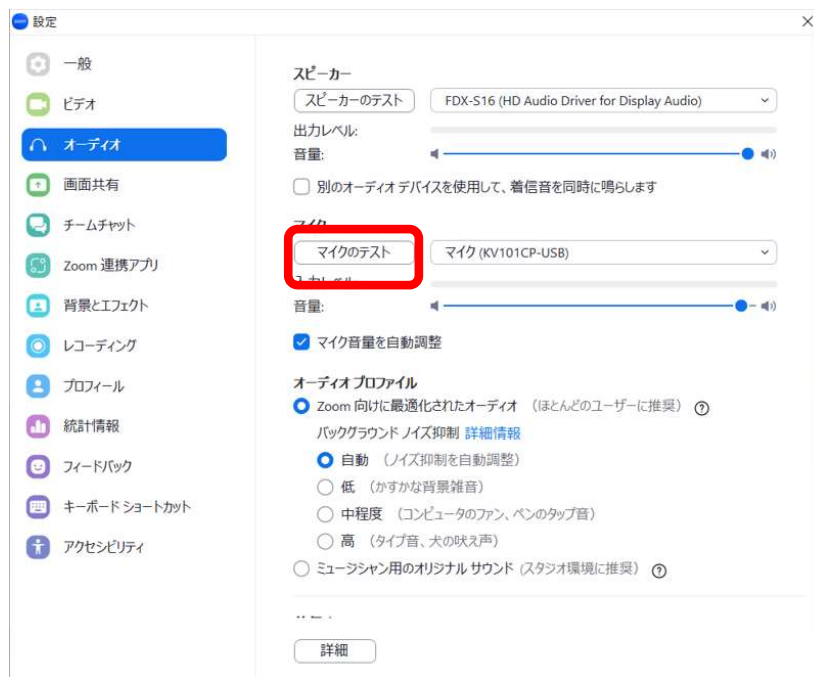 設定
一般
ビデオ
オーディオ
画面共有
チームチャット
Zoom 連携アプリ
背景とエフェクト
レコーディング
プロフィール
統計情報
フィードバック
キーボード ショートカット
アクセシビリティ
スピーカー
スピーカーのテスト FDX-S16 (HD Audio Driver for Display Audio)
出力レベル:
音量:
別のオーディオ デバイスを使用して、着信音を同時に鳴らします
マイク
マイクのテスト マイク (KV101CP-USB)
入力レベル
音量:
マイク音量を自動調整
オーディオ プロファイル
Zoom 向けに最適化されたオーディオ (ほとんどのユーザーに推奨) ?
バックグラウンド ノイズ抑制 詳細情報
自動 (ノイズ抑制を自動調整)
低 (かすかな背景雑音)
中程度 (コンピュータのファン、ペンのタップ音)
高 (タイプ音、犬の吠え声)
ミュージシャン用のオリジナル サウンド (スタジオ環境に推奨) ?
詳細